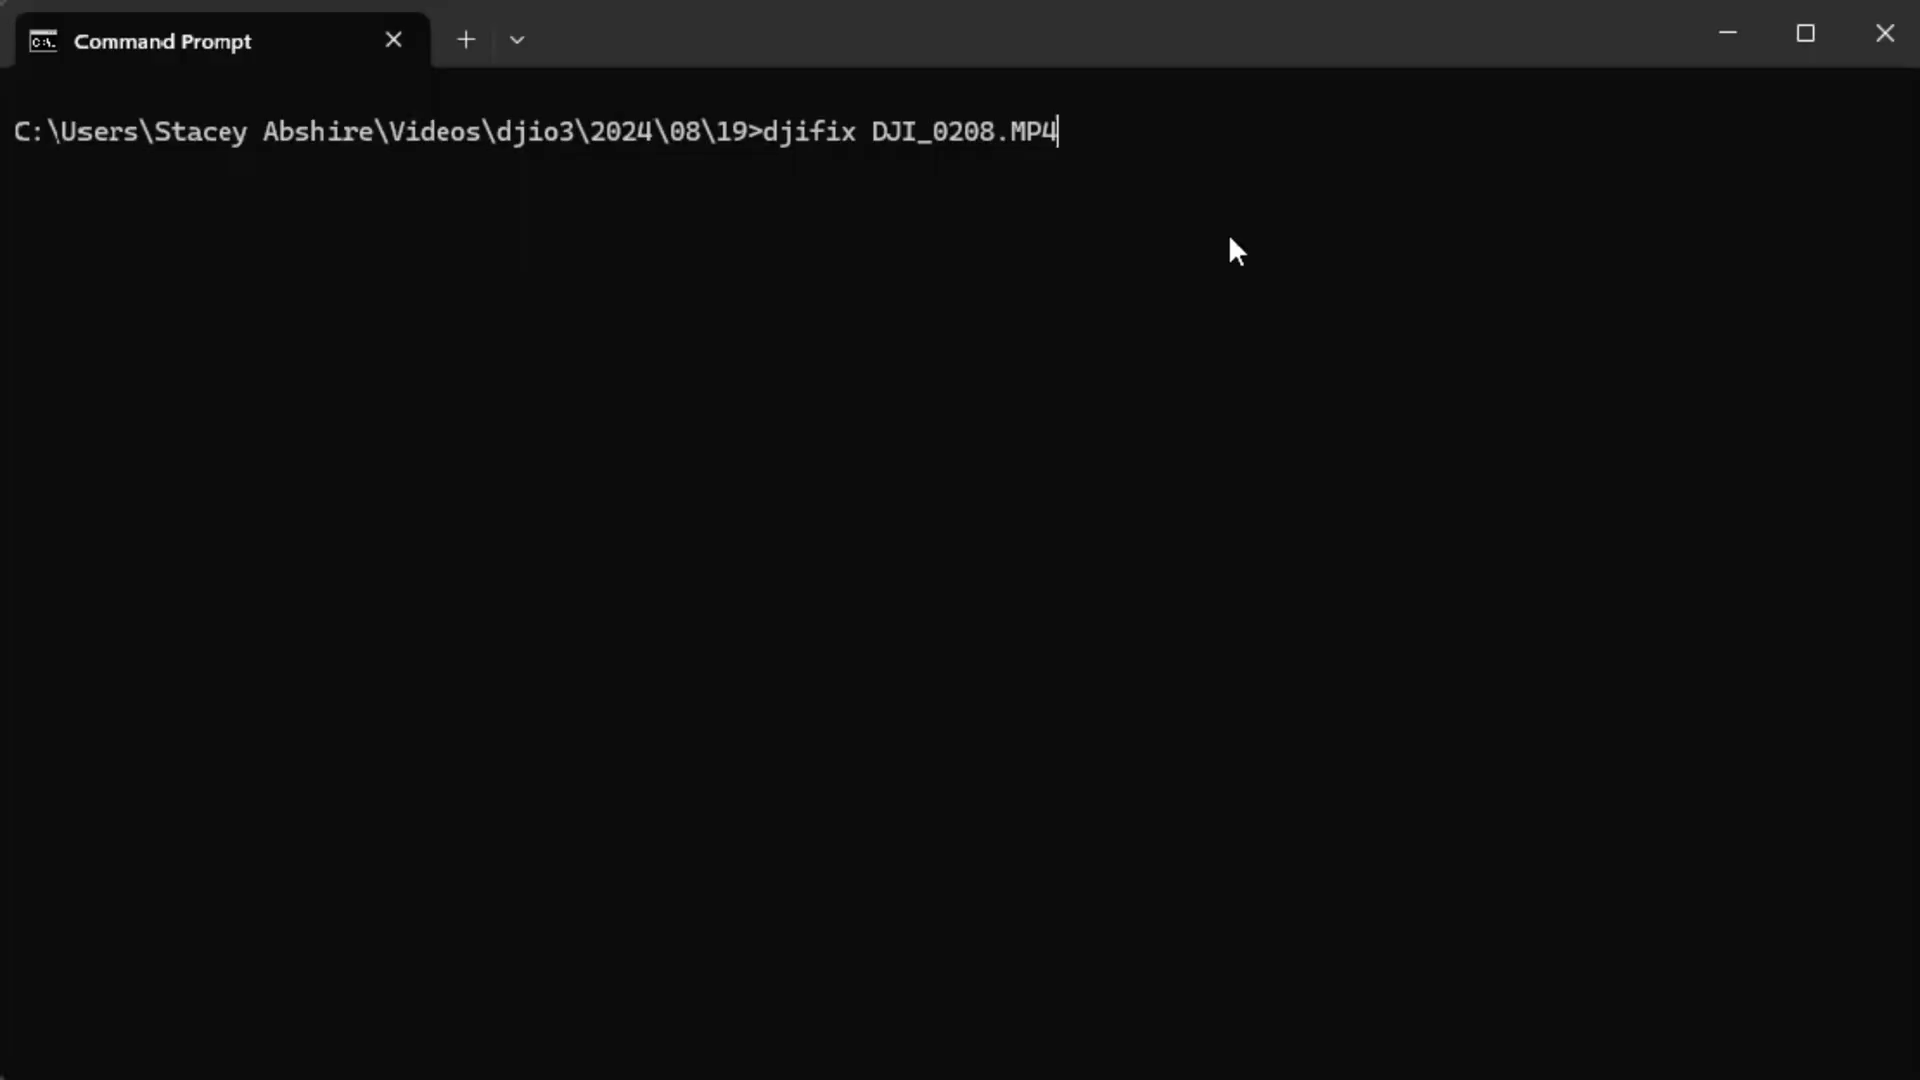 Command Prompt
C:\Users\Stacey Abshire\Videos\djio3\2024\08\19>djifix DJI_0208.MP4